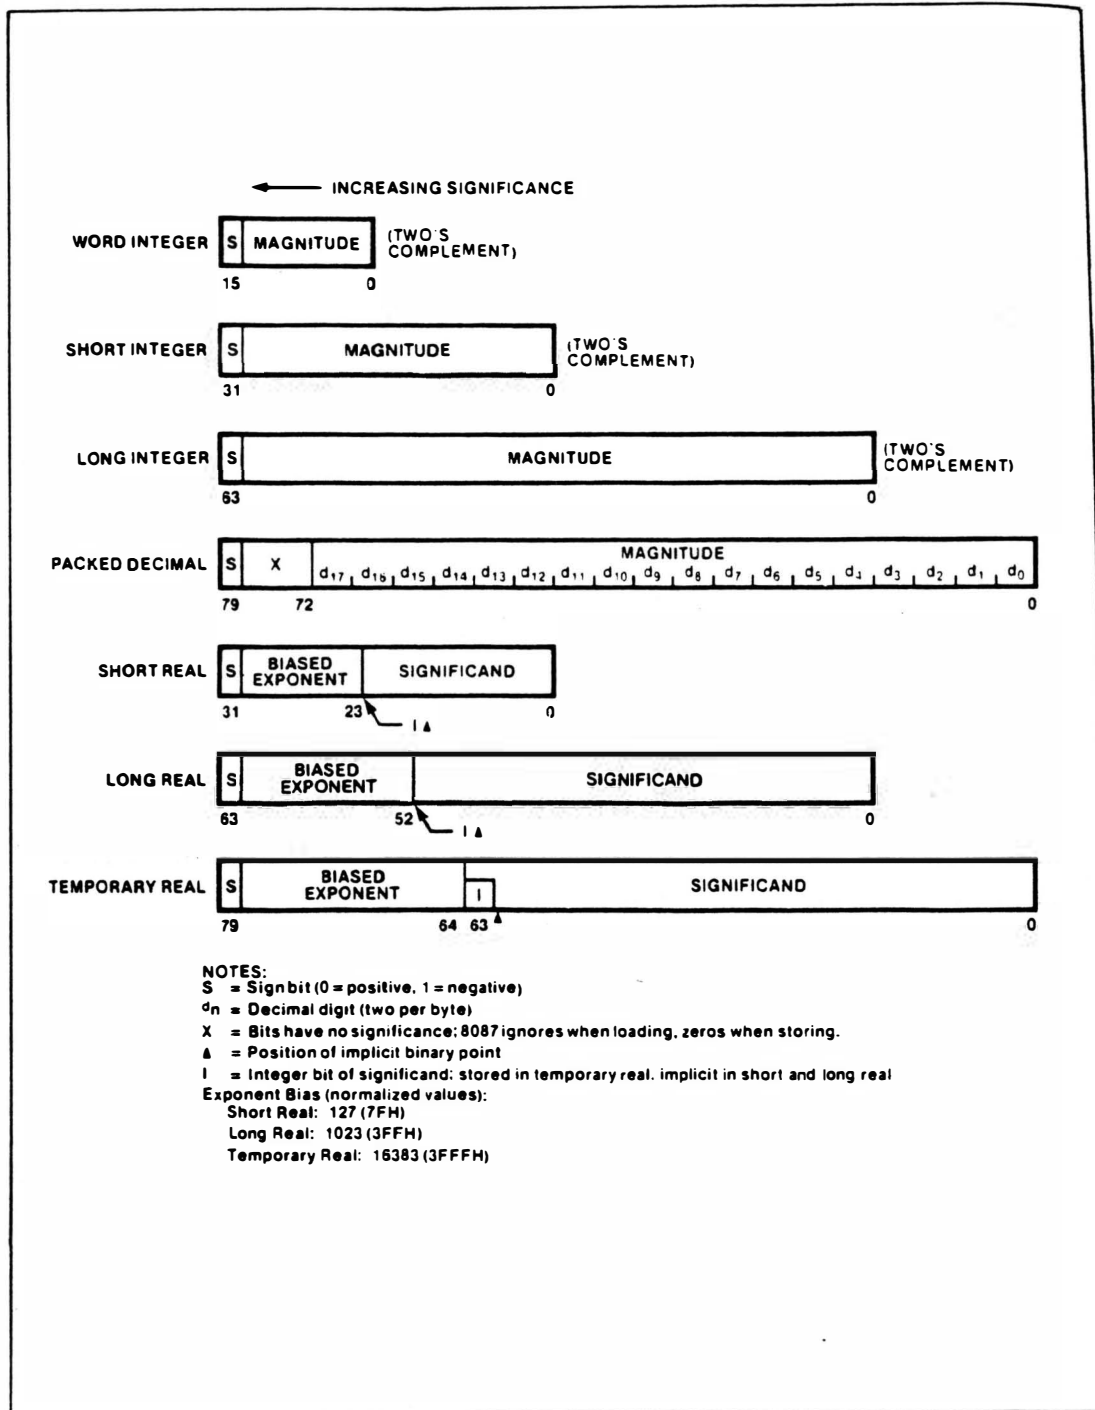 INCREASING SIGNIFICANCE
WORD INTEGER S MAGNITUDE (TWO'S COMPLEMENT)
15 0
SHORT INTEGER S MAGNITUDE (TWO'S COMPLEMENT)
31 0
LONG INTEGER S MAGNITUDE (TWO'S COMPLEMENT)
63 0
PACKED DECIMAL S X MAGNITUDE
d17 d16 d15 d14 d13 d12 d11 d10 d9 d8 d7 d6 d5 d4 d3 d2 d1 d0
79 72 0
SHORT REAL S BIASED EXPONENT SIGNIFICAND
31 23 0
I ▲
LONG REAL S BIASED EXPONENT SIGNIFICAND
63 52 0
I ▲
TEMPORARY REAL S BIASED EXPONENT I SIGNIFICAND
79 64 63 ▲ 0
NOTES:
S = Sign bit (0 = positive, 1 = negative)
dn = Decimal digit (two per byte)
X = Bits have no significance; 8087 ignores when loading, zeros when storing.
▲ = Position of implicit binary point
I = Integer bit of significand; stored in temporary real, implicit in short and long real
Exponent Bias (normalized values):
Short Real: 127 (7FH)
Long Real: 1023 (3FFH)
Temporary Real: 16383 (3FFFH)